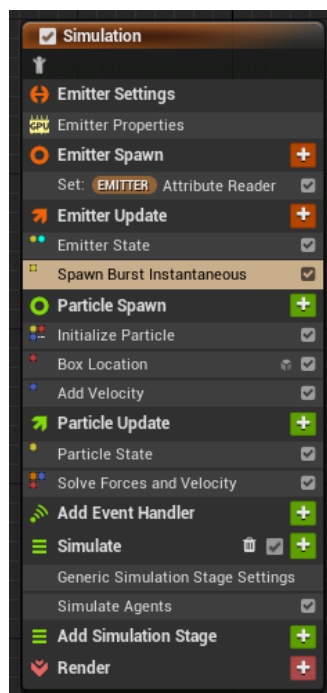 Simulation
Emitter Settings
GPU Emitter Properties
Emitter Spawn
Set: EMITTER Attribute Reader
Emitter Update
Emitter State
Spawn Burst Instantaneous
Particle Spawn
Initialize Particle
Box Location
Add Velocity
Particle Update
Particle State
Solve Forces and Velocity
Add Event Handler
Simulate
Generic Simulation Stage Settings
Simulate Agents
Add Simulation Stage
Render